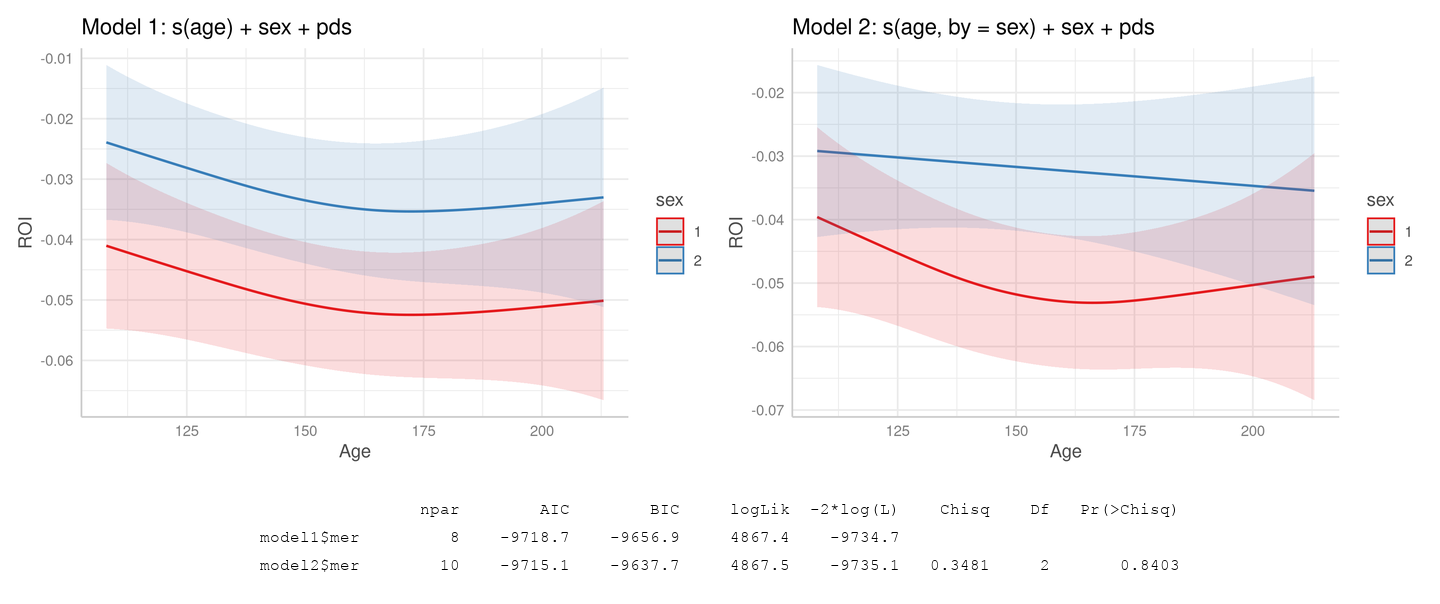 Model 1: s(age) + sex + pds
-0.01
-0.02
-0.03
-0.04
-0.05
-0.06
ROI
125 150 175 200
Age
sex
1
2
Model 2: s(age, by = sex) + sex + pds
-0.02
-0.03
-0.04
-0.05
-0.06
-0.07
ROI
125 150 175 200
Age
sex
1
2
npar AIC BIC logLik -2*log(L) Chisq Df Pr(>Chisq)
model1$mer 8 -9718.7 -9656.9 4867.4 -9734.7
model2$mer 10 -9715.1 -9637.7 4867.5 -9735.1 0.3481 2 0.8403